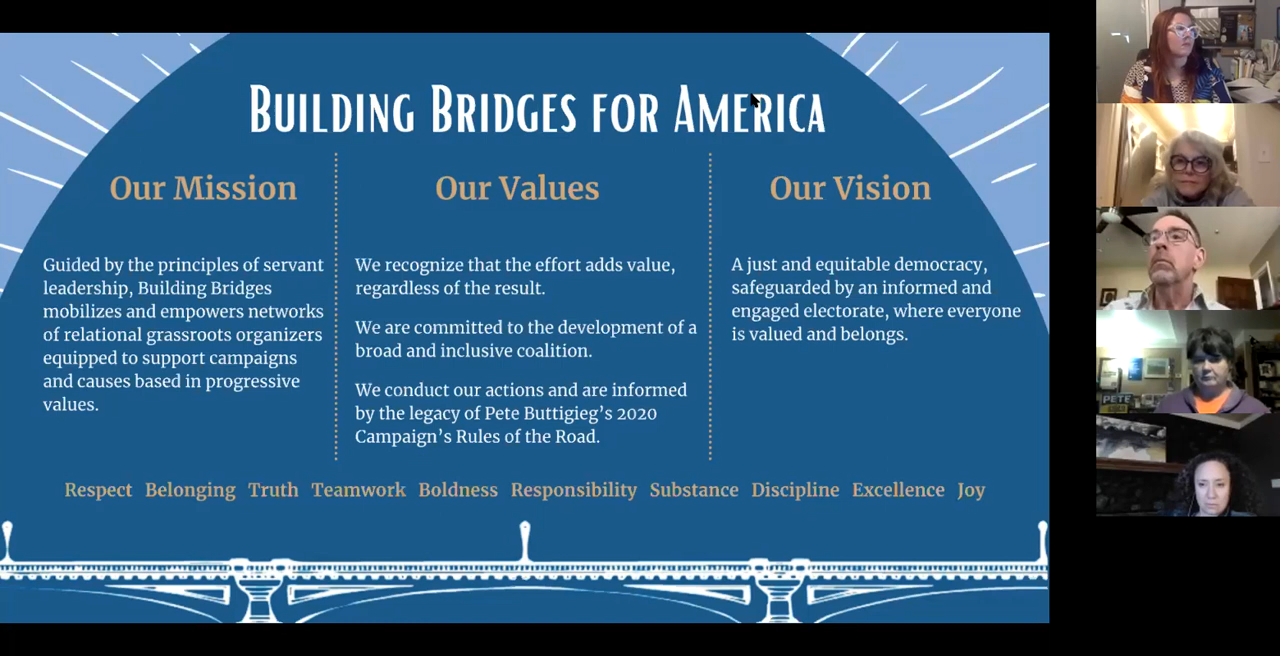 Building Bridges for America
Our Mission
Guided by the principles of servant
leadership, Building Bridges
mobilizes and empowers networks
of relational grassroots organizers
equipped to support campaigns
and causes based in progressive
values.
Our Values
We recognize that the effort adds value,
regardless of the result.
We are committed to the development of a
broad and inclusive coalition.
We conduct our actions and are informed
by the legacy of Pete Buttigieg’s 2020
Campaign’s Rules of the Road.
Our Vision
A just and equitable democracy,
safeguarded by an informed and
engaged electorate, where everyone
is valued and belongs.
Respect Belonging Truth Teamwork Boldness Responsibility Substance Discipline Excellence Joy
PETE